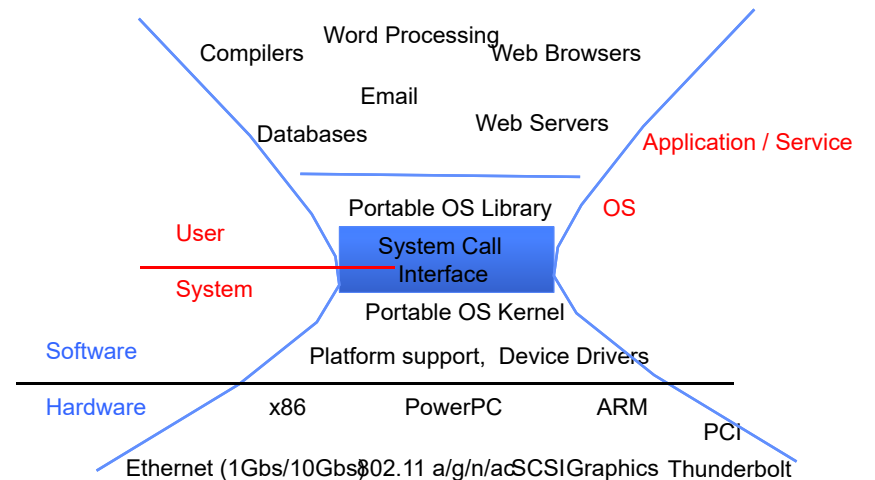 Word Processing
Compilers
Web Browsers
Email
Web Servers
Databases
Application / Service
Portable OS Library
OS
User
System Call
Interface
System
Portable OS Kernel
Software
Platform support, Device Drivers
Hardware
x86
PowerPC
ARM
PCI
Ethernet (1Gbs/10Gbs)
802.11 a/g/n/ac
SCSI
Graphics
Thunderbolt